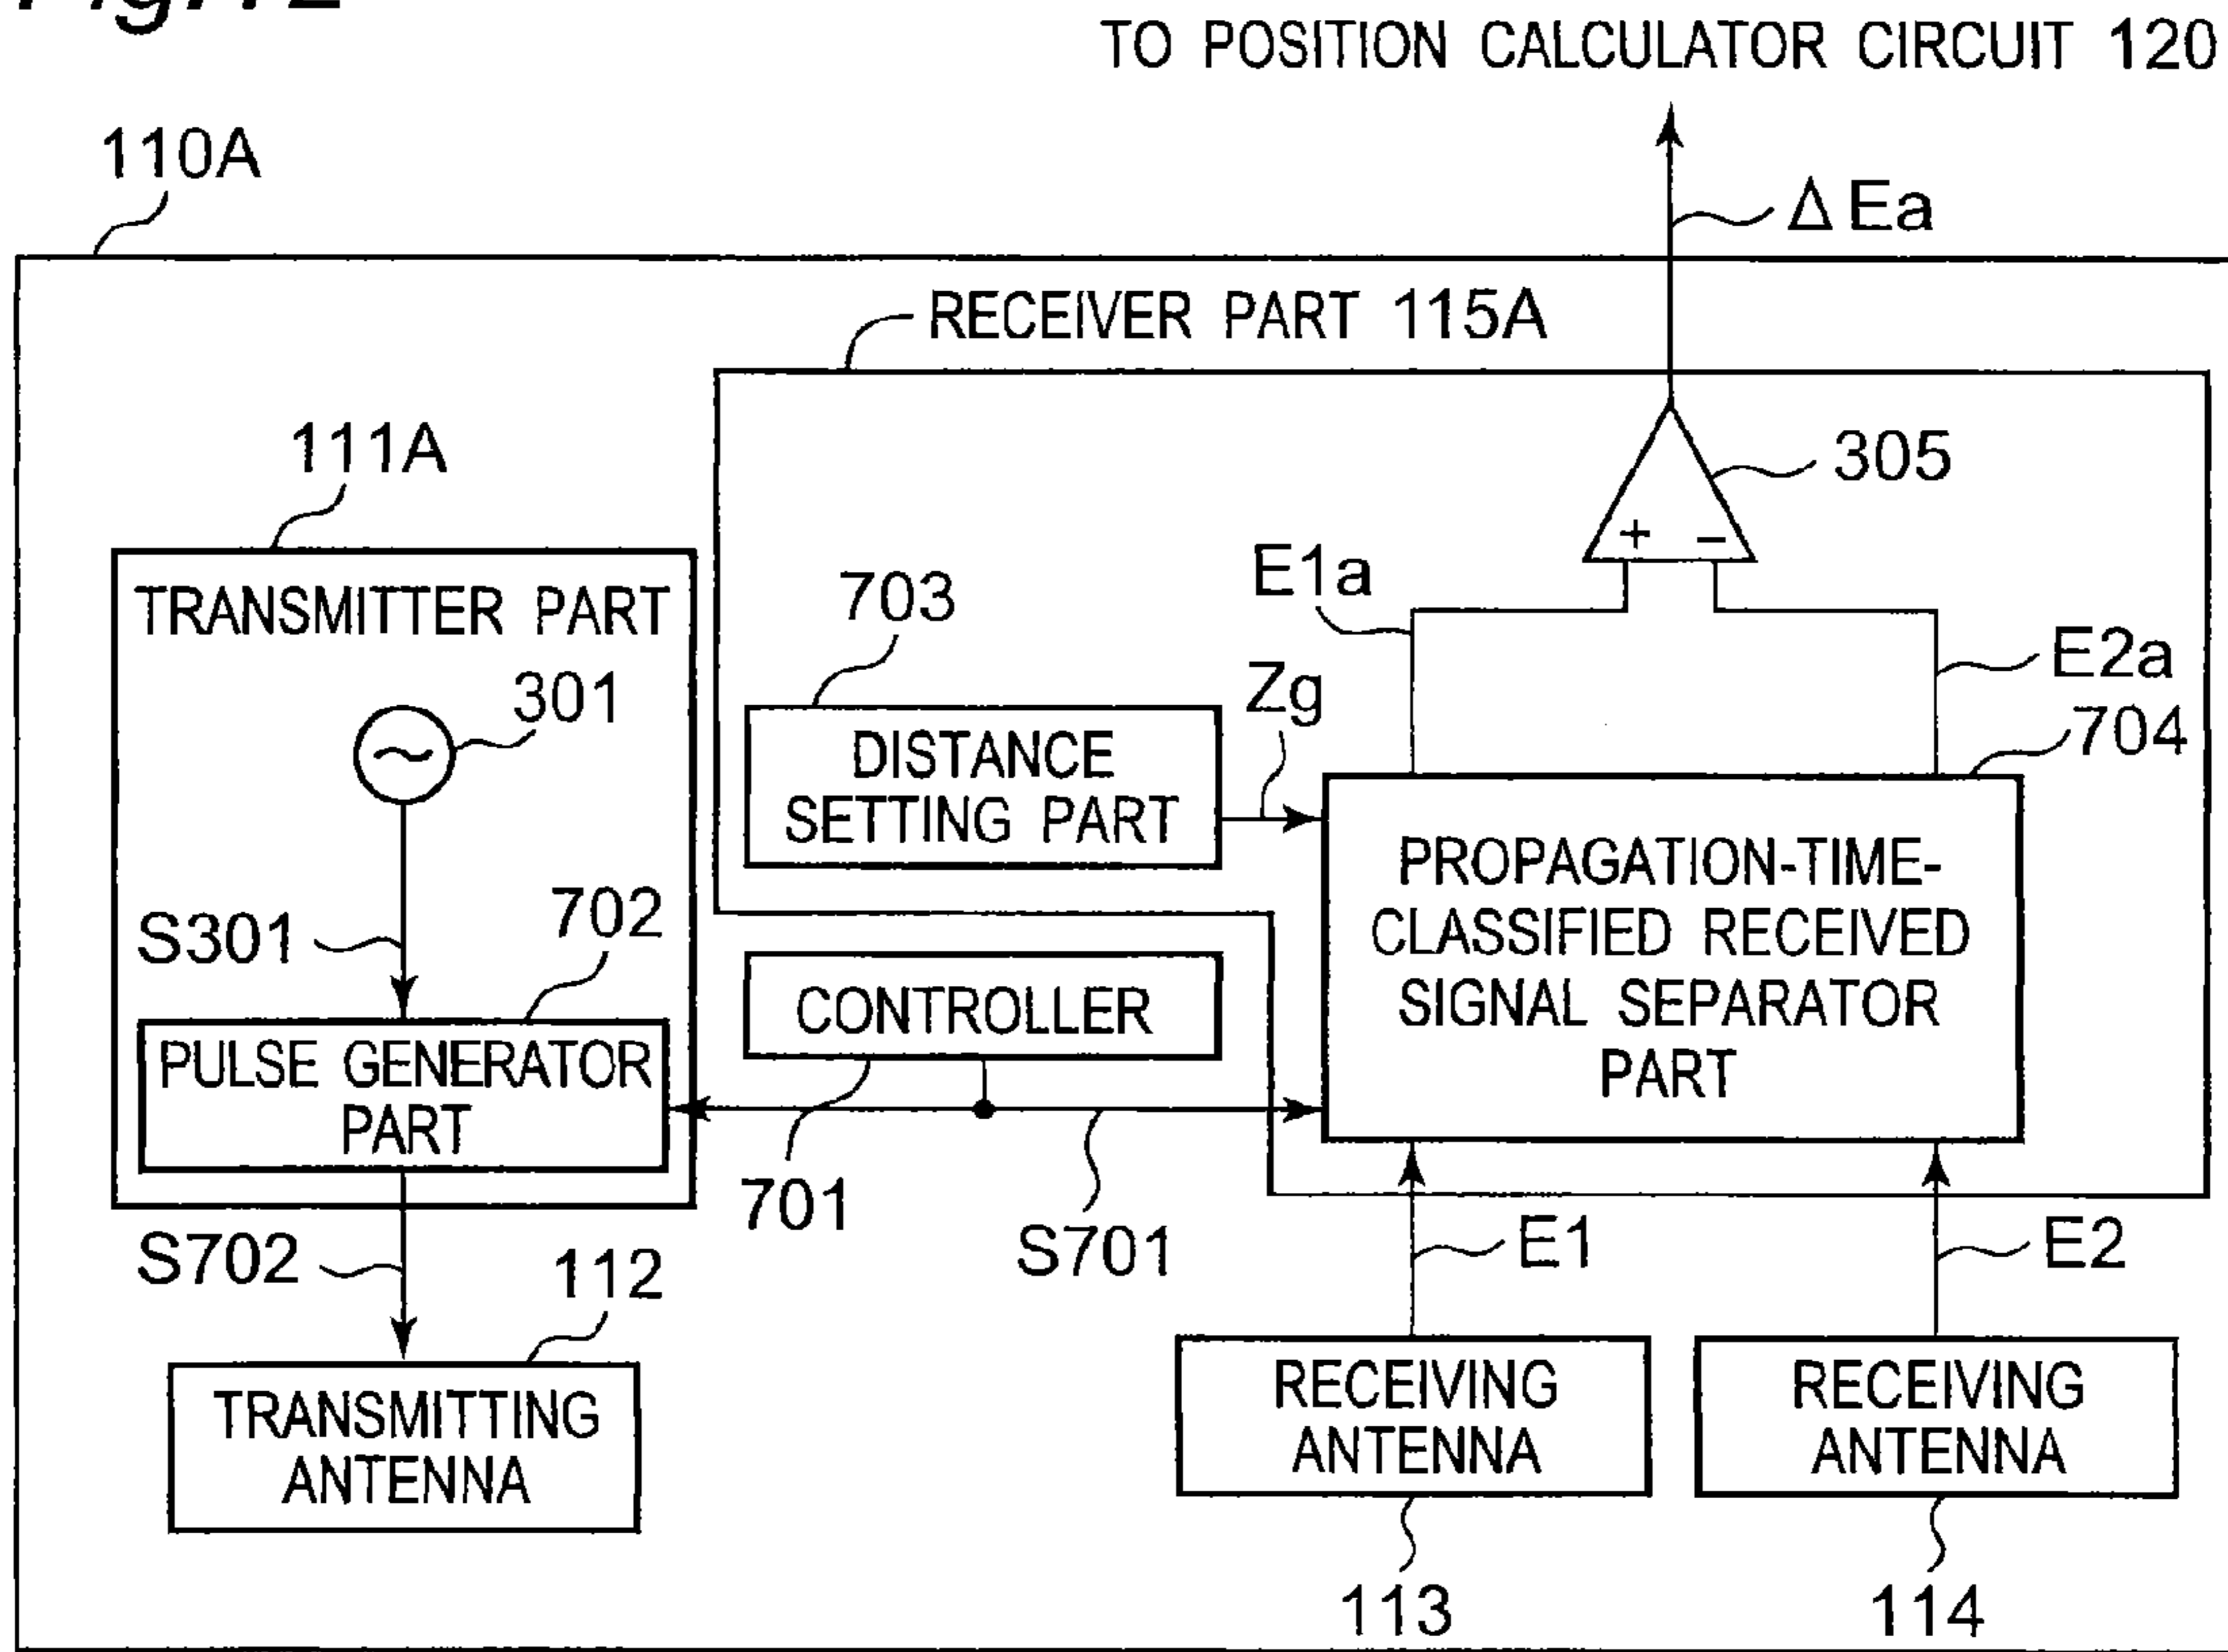 TO POSITION CALCULATOR CIRCUIT 120
110A
ΔEa
RECEIVER PART 115A
111A
305
+ −
E1a
703
TRANSMITTER PART
E2a
301
Zg
704
DISTANCE
SETTING PART
PROPAGATION-TIME-
CLASSIFIED RECEIVED
SIGNAL SEPARATOR
PART
S301
702
CONTROLLER
PULSE GENERATOR
PART
701
S701
S702
112
E1
E2
TRANSMITTING
ANTENNA
RECEIVING
ANTENNA
RECEIVING
ANTENNA
113
114